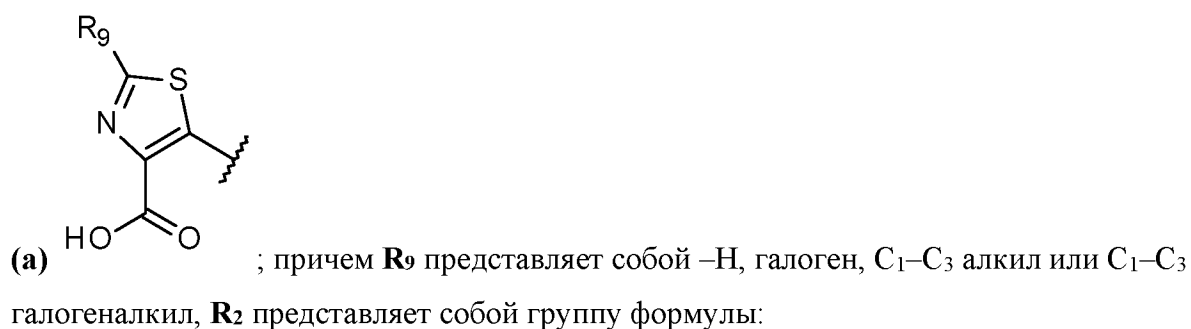 R9
S
N
HO
O
(a) ; причем R9 представляет собой –H, галоген, C1–C3 алкил или C1–C3
галогеналкил, R2 представляет собой группу формулы: